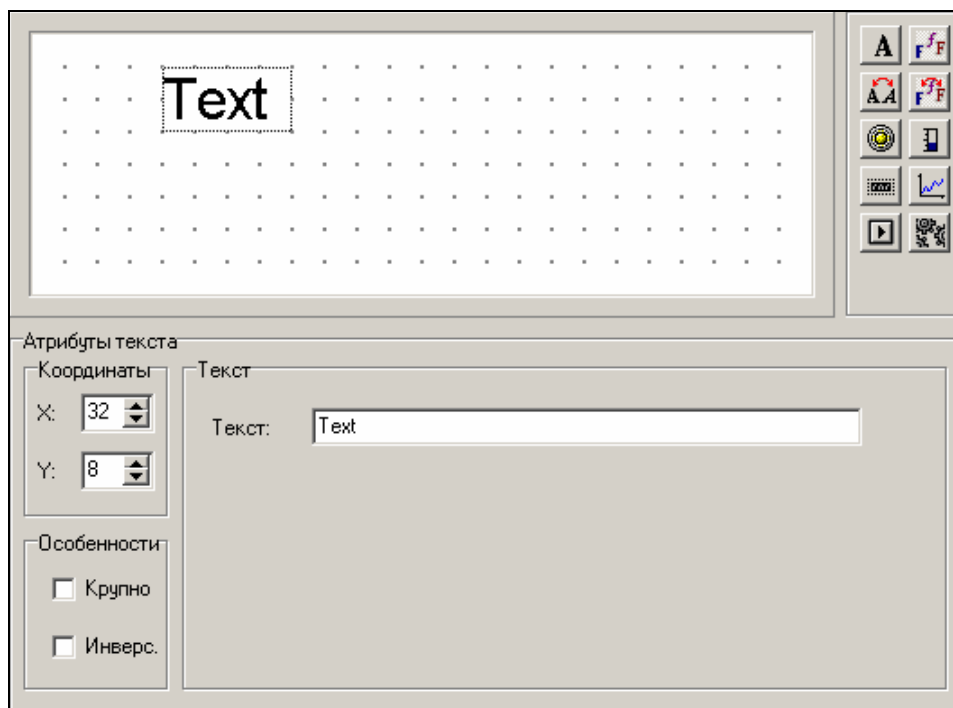 Text
Атрибуты текста
Координаты
X: 32
Y: 8
Особенности
Крупно
Инверс.
Текст
Текст: Text